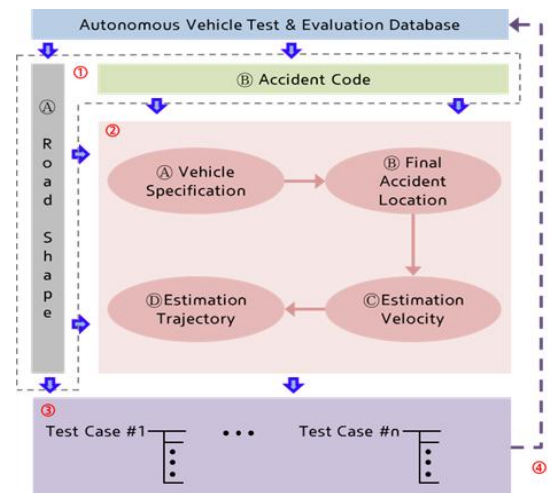 Autonomous Vehicle Test & Evaluation Database
①
Ⓑ Accident Code
Ⓐ
R
o
a
d
S
h
a
p
e
②
Ⓐ Vehicle
Specification
Ⓑ Final
Accident
Location
ⒹEstimation
Trajectory
ⒸEstimation
Velocity
③
Test Case #1
• • •
Test Case #n
④